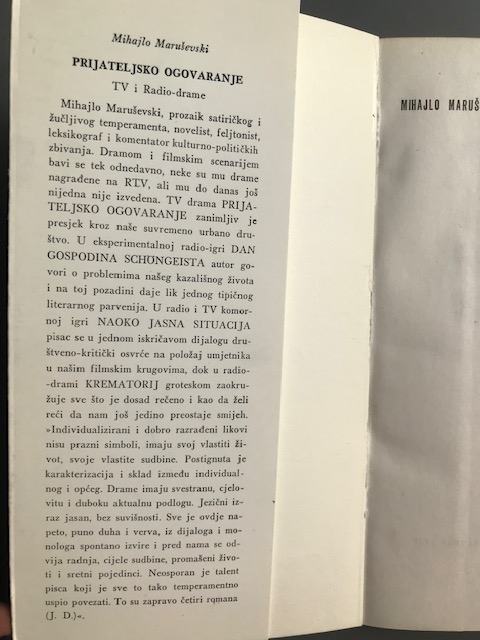 Mihajlo Maruševski
PRIJATELJSKO OGOVARANJE
TV i Radio-drame
Mihajlo Maruševski, prozaik satiričkog i
žučljivog temperamenta, novelist, feljtonist,
leksikograf i komentator kulturno-političkih
zbivanja. Dramom i filmskim scenarijem
bavi se tek odnedavno, neke su mu drame
nagrađene na RTV, ali mu do danas još
nijedna nije izvedena. TV drama PRIJA-
TELJSKO OGOVARANJE zanimljiv je
presjek kroz naše suvremeno urbano dru-
štvo. U eksperimentalnoj radio-igri DAN
GOSPODINA SCHÖNGEISTA autor go-
vori o problemima našeg kazališnog života
i na toj pozadini daje lik jednog tipičnog
literarnog parvenija. U radio i TV komor-
noj igri NAOKO JASNA SITUACIJA
pisac se u jednom iskričavom dijalogu dru-
štveno-kritički osvrće na položaj umjetnika
u našim filmskim krugovima, dok u radio-
-drami KREMATORIJ groteskom zaokru-
žuje sve što je dosad rečeno i kao da želi
reći da nam još jedino preostaje smijeh.
»Individualizirani i dobro razrađeni likovi
nisu prazni simboli, imaju svoj vlastiti ži-
vot, svoje vlastite sudbine. Postignuta je
karakterizacija i sklad između individual-
nog i općeg. Drame imaju svestranu, cjelo-
vitu i duboku aktualnu podlogu. Jezični iz-
raz jasan, bez suvišnosti. Sve je ovdje na-
peto, puno duha i verva, iz dijaloga i mo-
nologa spontano izvire i pred nama se od-
vija radnja, cijele sudbine, promašeni živo-
ti i sretni pojedinci. Neosporan je talent
pisca koji je sve to tako temperamentno
uspio povezati. To su zapravo četiri romana
(J. D.)«.
MIHAJLO MARUŠ